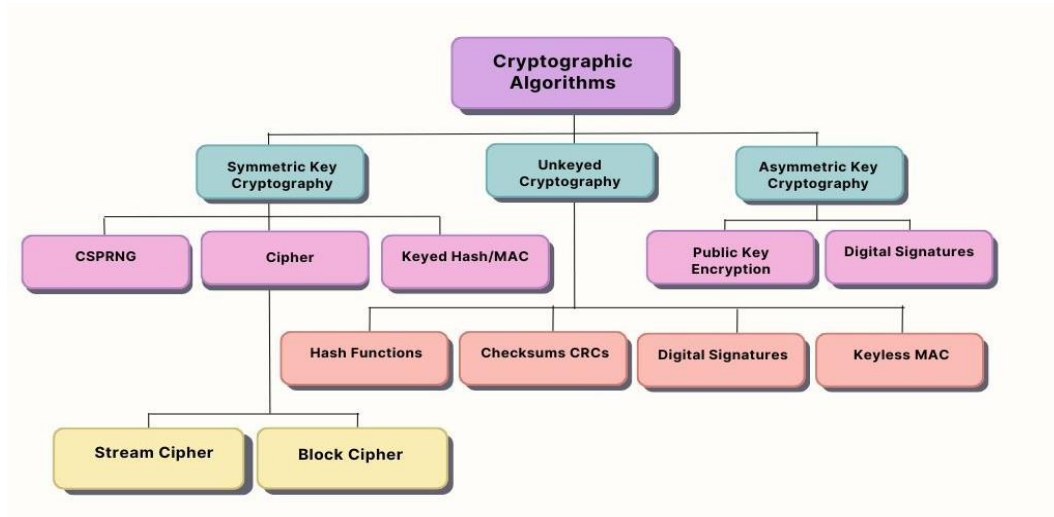 Cryptographic
Algorithms
Symmetric Key
Cryptography
Unkeyed
Cryptography
Asymmetric Key
Cryptography
CSPRNG
Cipher
Keyed Hash/MAC
Public Key
Encryption
Digital Signatures
Hash Functions
Checksums CRCs
Digital Signatures
Keyless MAC
Stream Cipher
Block Cipher